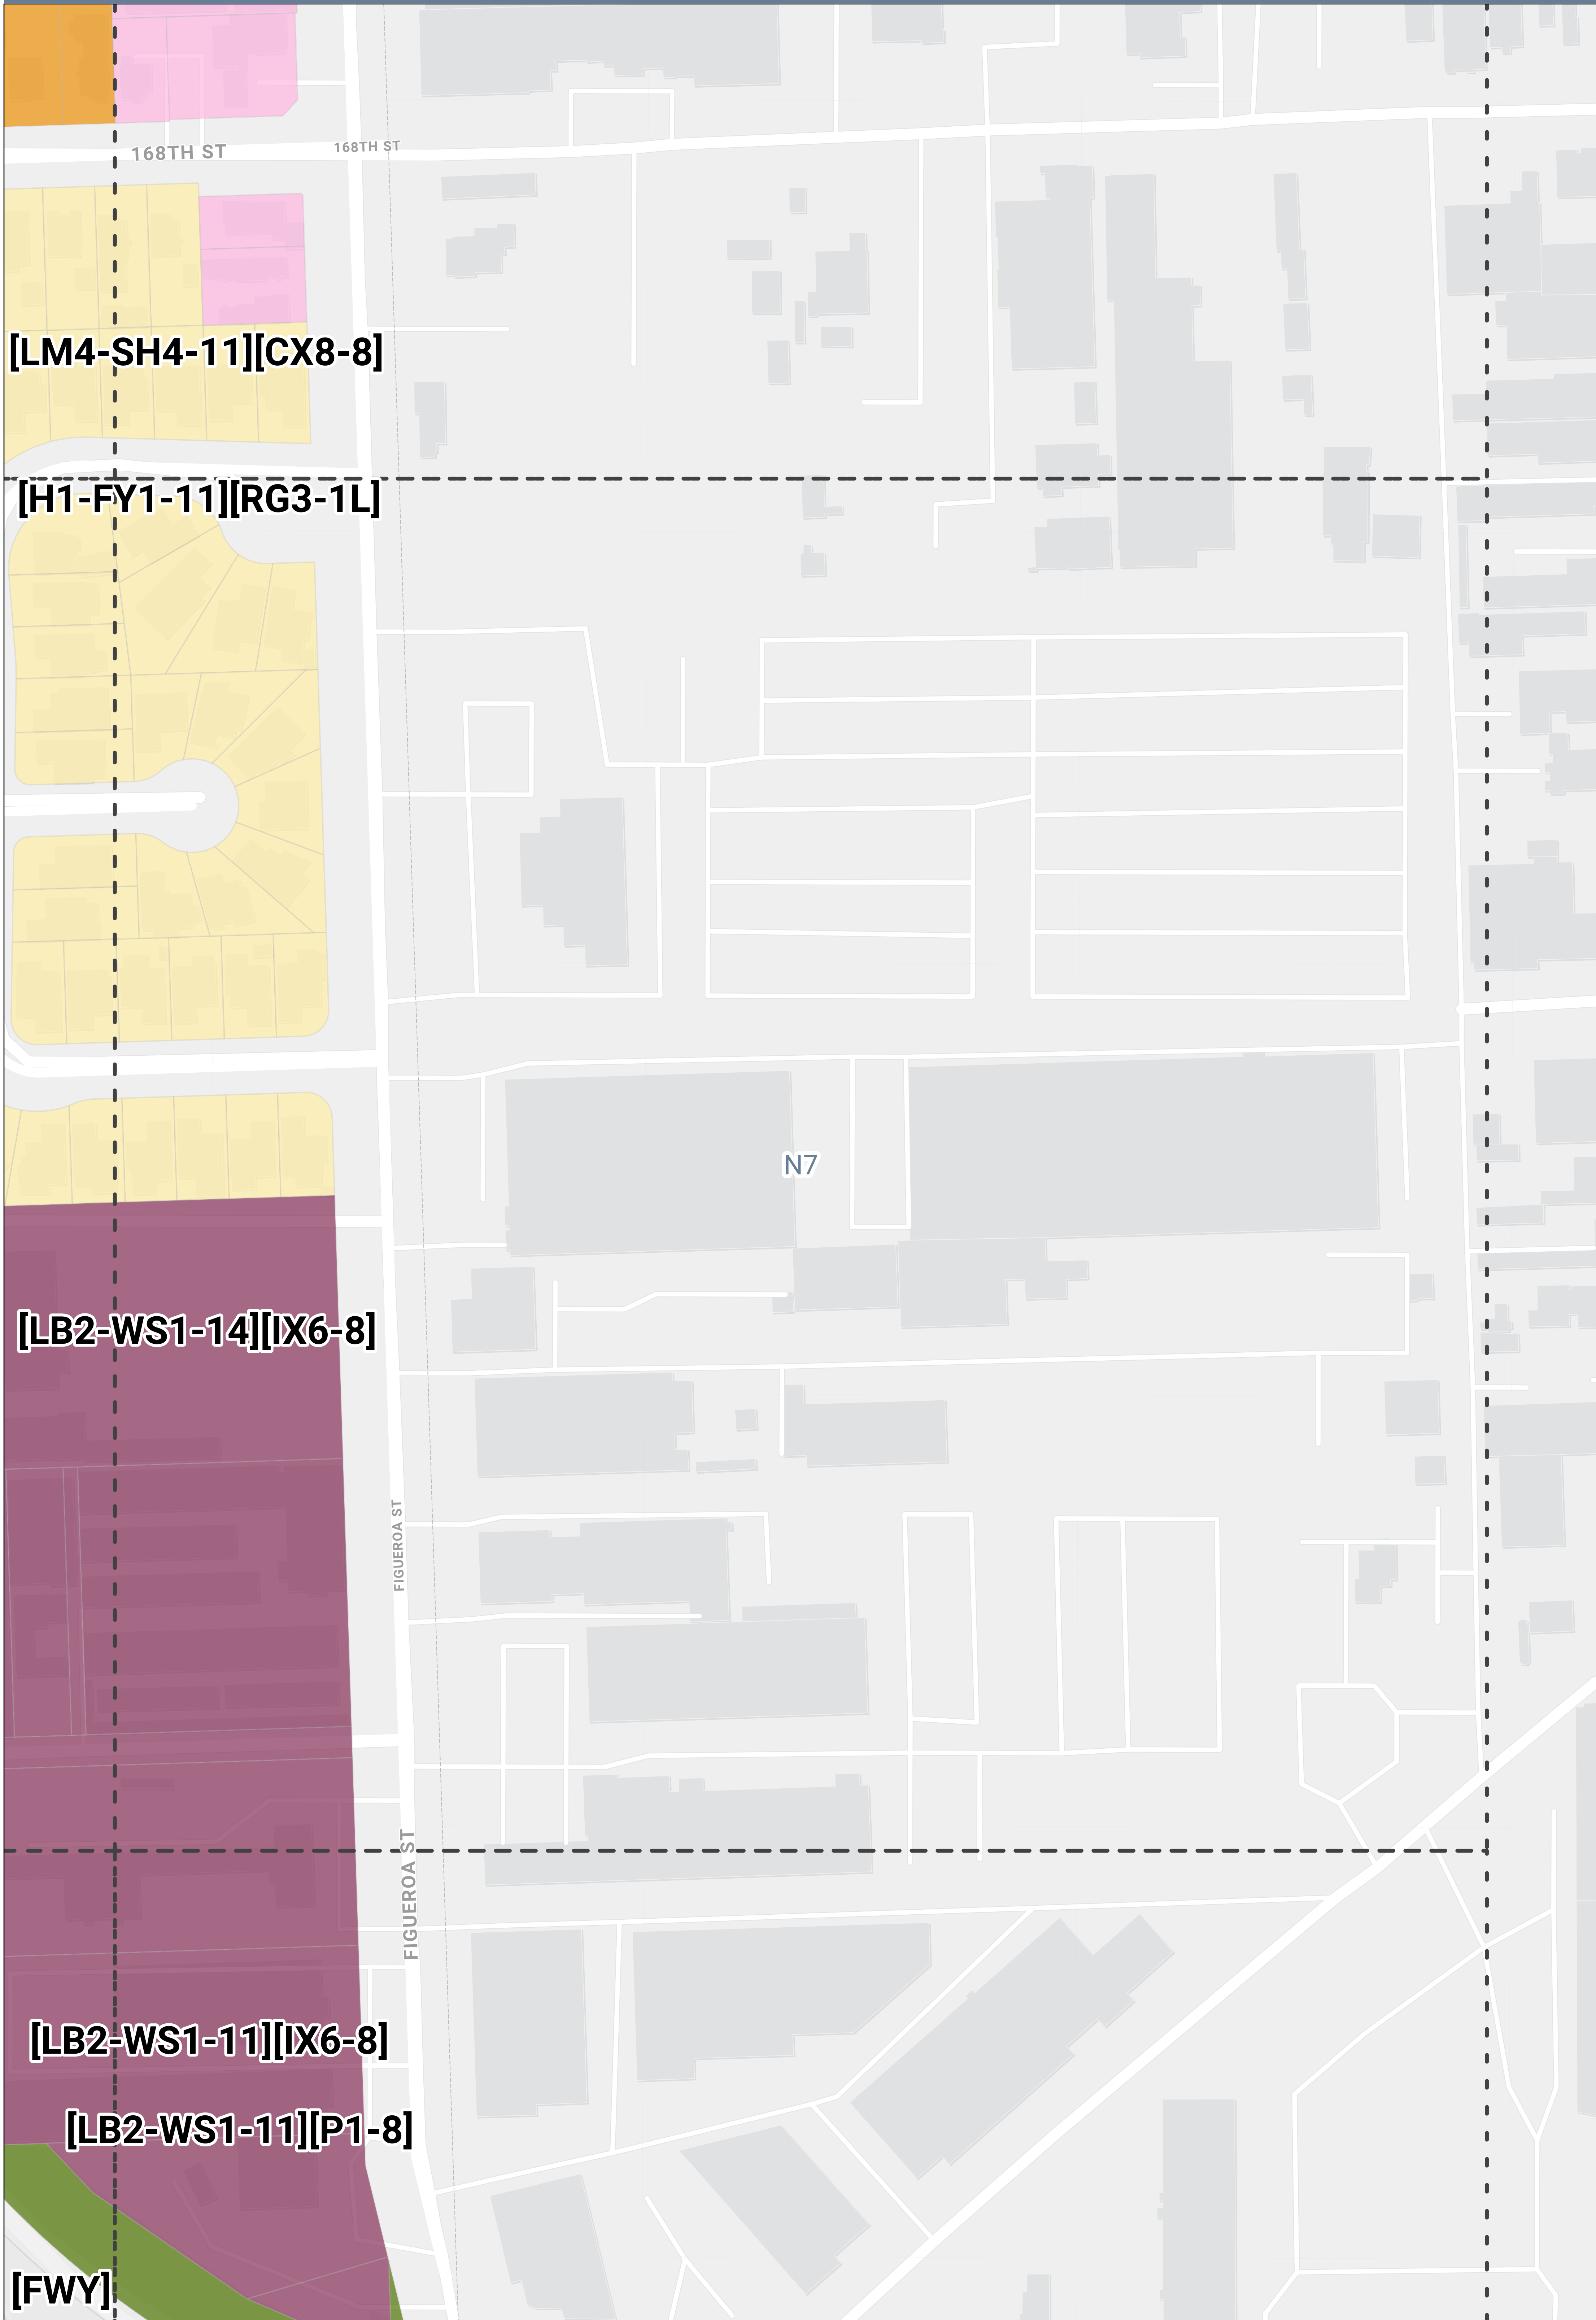 168TH ST
168TH ST
[LM4-SH4-11][CX8-8]
[H1-FY1-11][RG3-1L]
N7
[LB2-WS1-14][IX6-8]
FIGUEROA ST
FIGUEROA ST
[LB2-WS1-11][IX6-8]
[LB2-WS1-11][P1-8]
[FWY]